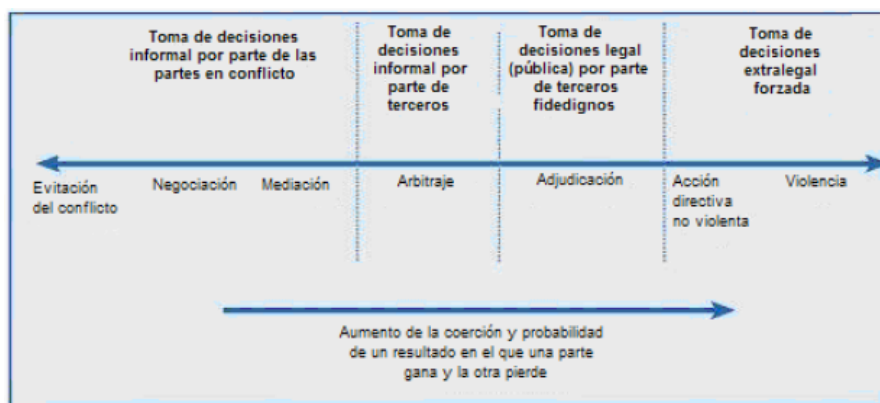 Toma de decisiones
informal por parte de las
partes en conflicto
Toma de
decisiones
informal por
parte de
terceros
Toma de
decisiones legal
(pública) por parte
de terceros
fidedignos
Toma de
decisiones
extralegal
forzada
Evitación
del conflicto
Negociación
Mediación
Arbitraje
Adjudicación
Acción
directiva
no violenta
Violencia
Aumento de la coerción y probabilidad
de un resultado en el que una parte
gana y la otra pierde